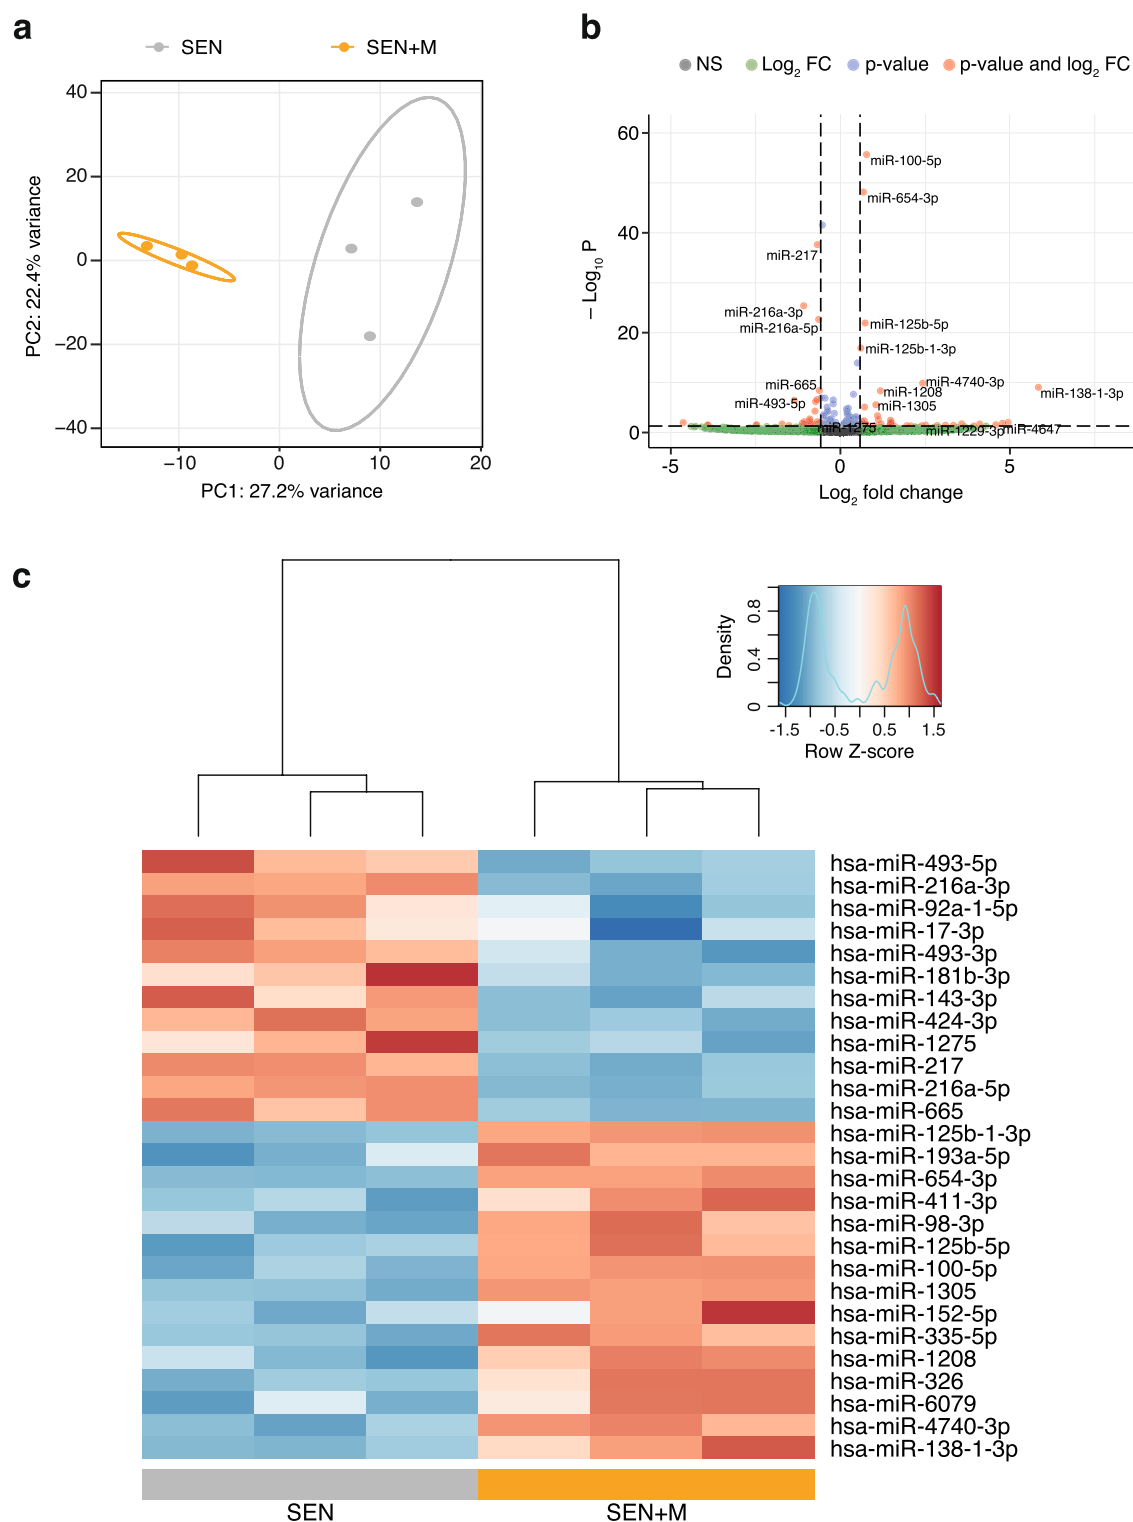 a
SEN
SEN+M
40
20
0
−20
−40
PC2: 22.4% variance
−10
0
10
20
PC1: 27.2% variance
b
NS
Log2 FC
p-value
p-value and log2 FC
60
40
20
0
– Log10 P
miR-100-5p
miR-654-3p
miR-217
miR-216a-3p
miR-216a-5p
miR-125b-5p
miR-125b-1-3p
miR-665
miR-4740-3p
miR-1208
miR-138-1-3p
miR-493-5p
miR-1305
miR-1275
miR-1229-3p
miR-4647
-5
0
5
Log2 fold change
c
Density
0.8
0.4
0
-1.5
-0.5
0.5
1.5
Row Z-score
hsa-miR-493-5p
hsa-miR-216a-3p
hsa-miR-92a-1-5p
hsa-miR-17-3p
hsa-miR-493-3p
hsa-miR-181b-3p
hsa-miR-143-3p
hsa-miR-424-3p
hsa-miR-1275
hsa-miR-217
hsa-miR-216a-5p
hsa-miR-665
hsa-miR-125b-1-3p
hsa-miR-193a-5p
hsa-miR-654-3p
hsa-miR-411-3p
hsa-miR-98-3p
hsa-miR-125b-5p
hsa-miR-100-5p
hsa-miR-1305
hsa-miR-152-5p
hsa-miR-335-5p
hsa-miR-1208
hsa-miR-326
hsa-miR-6079
hsa-miR-4740-3p
hsa-miR-138-1-3p
SEN
SEN+M